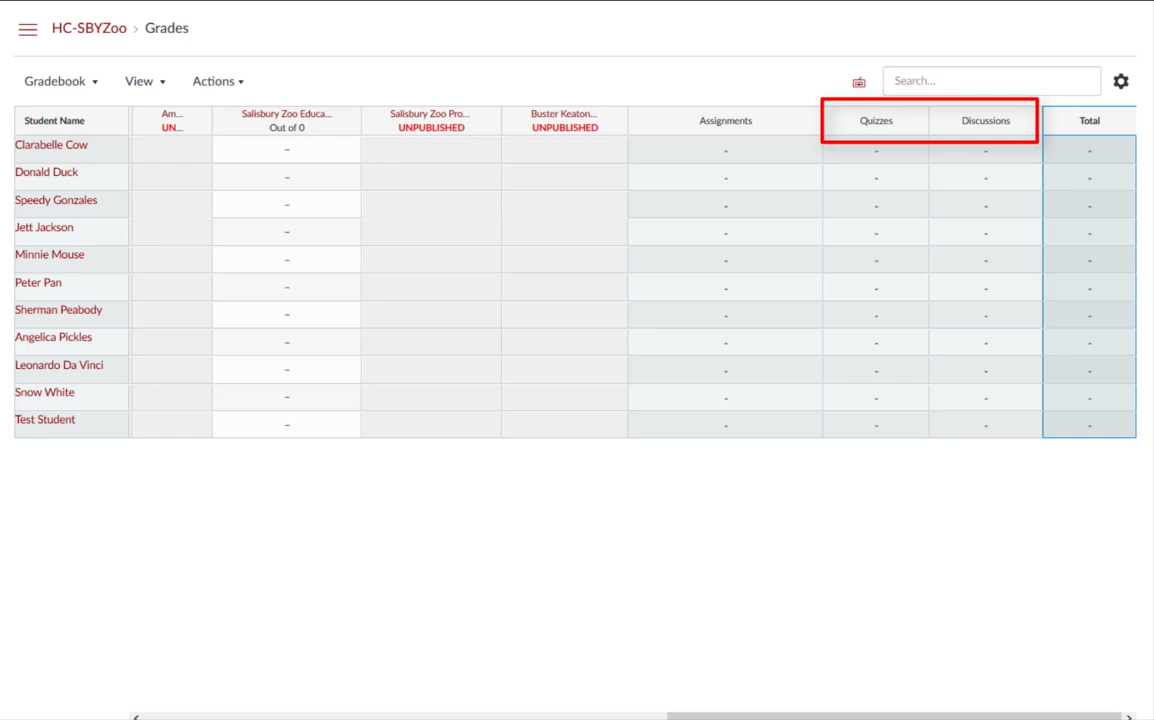 HC-SBYZoo › Grades
Gradebook ▾ View ▾ Actions ▾ Search...
Student Name Am... UN... Salisbury Zoo Educa... Out of 0 Salisbury Zoo Pro... UNPUBLISHED Buster Keaton... UNPUBLISHED Assignments Quizzes Discussions Total
Clarabelle Cow – - - - -
Donald Duck – - - - -
Speedy Gonzales – - - - -
Jett Jackson – - - - -
Minnie Mouse – - - - -
Peter Pan – - - - -
Sherman Peabody – - - - -
Angelica Pickles – - - - -
Leonardo Da Vinci – - - - -
Snow White – - - - -
Test Student – - - - -